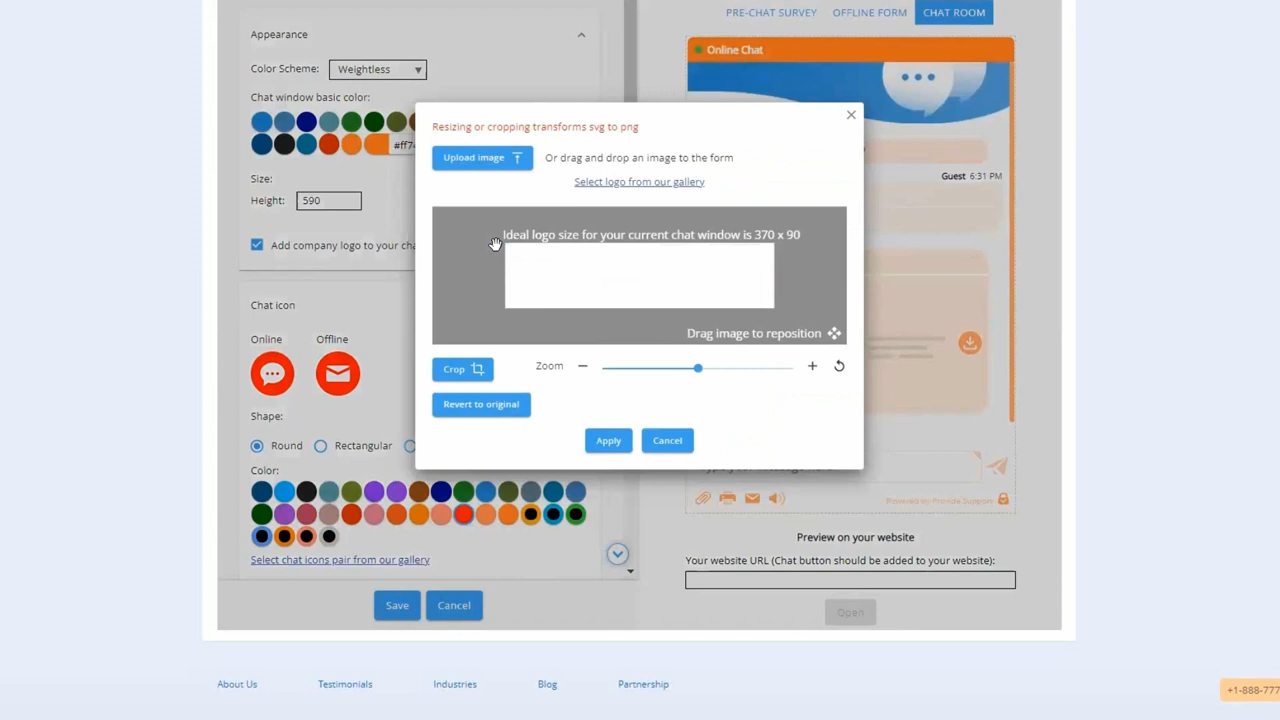 PRE-CHAT SURVEY OFFLINE FORM CHAT ROOM
Appearance
Color Scheme: Weightless
Chat window basic color:
Size:
Height: 590
Add company logo to your cha
Chat icon
Online Offline
Shape:
Round Rectangular
Color:
Select chat icons pair from our gallery
Save Cancel
Resizing or cropping transforms svg to png
Upload image Or drag and drop an image to the form
Select logo from our gallery
Ideal logo size for your current chat window is 370 x 90
Drag image to reposition
Crop Zoom
Revert to original
Apply Cancel
Online Chat
Guest 6:31 PM
Powered by Provide Support
Preview on your website
Your website URL (Chat button should be added to your website):
Open
About Us Testimonials Industries Blog Partnership
+1-888-777